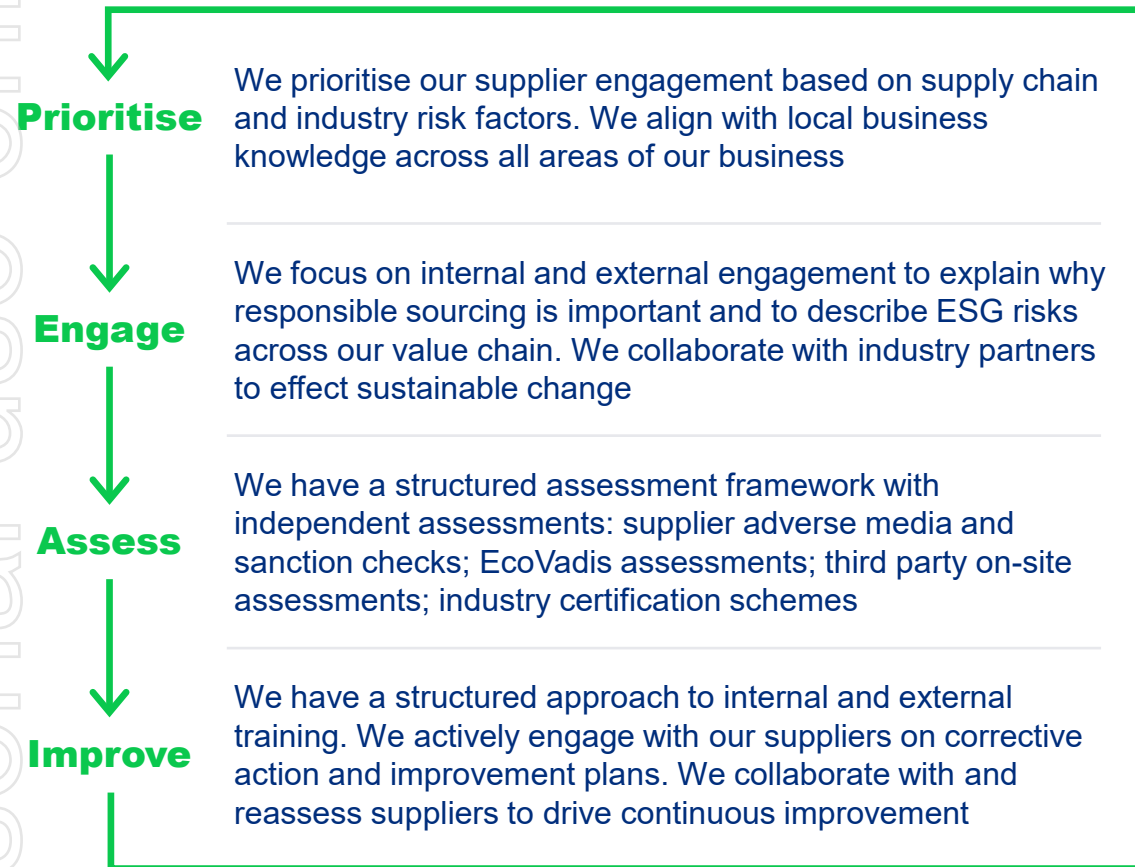 Prioritise
We prioritise our supplier engagement based on supply chain
and industry risk factors. We align with local business
knowledge across all areas of our business
Engage
We focus on internal and external engagement to explain why
responsible sourcing is important and to describe ESG risks
across our value chain. We collaborate with industry partners
to effect sustainable change
Assess
We have a structured assessment framework with
independent assessments: supplier adverse media and
sanction checks; EcoVadis assessments; third party on-site
assessments; industry certification schemes
Improve
We have a structured approach to internal and external
training. We actively engage with our suppliers on corrective
action and improvement plans. We collaborate with and
reassess suppliers to drive continuous improvement